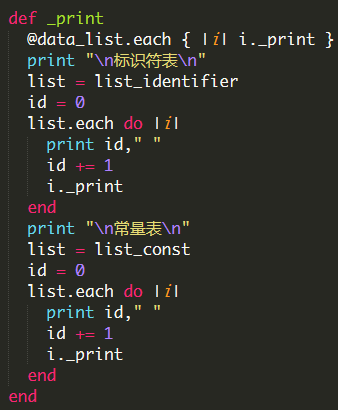 def _print
  @data_list.each { |i| i._print }
  print "\n标识符表\n"
  list = list_identifier
  id = 0
  list.each do |i|
    print id," "
    id += 1
    i._print
  end
  print "\n常量表\n"
  list = list_const
  id = 0
  list.each do |i|
    print id," "
    id += 1
    i._print
  end
end